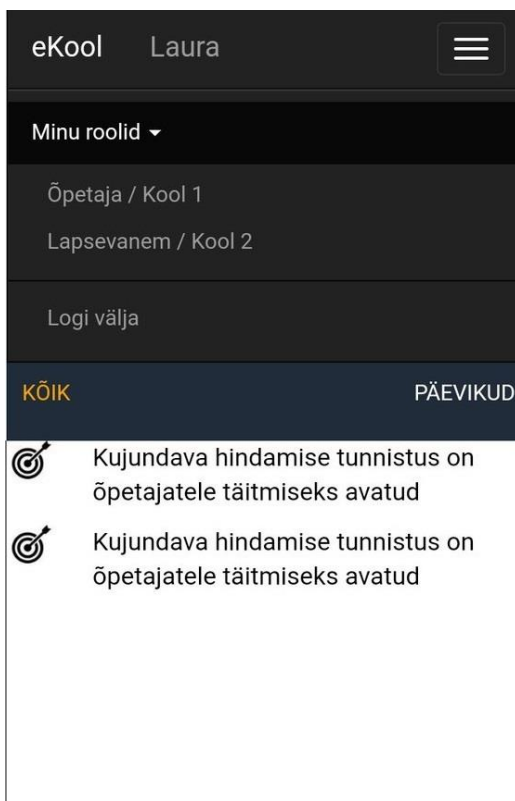 eKool Laura
Minu roolid
Õpetaja / Kool 1
Lapsevanem / Kool 2
Logi välja
KÕIK PÄEVIKUD
Kujundava hindamise tunnistus on
õpetajatele täitmiseks avatud
Kujundava hindamise tunnistus on
õpetajatele täitmiseks avatud